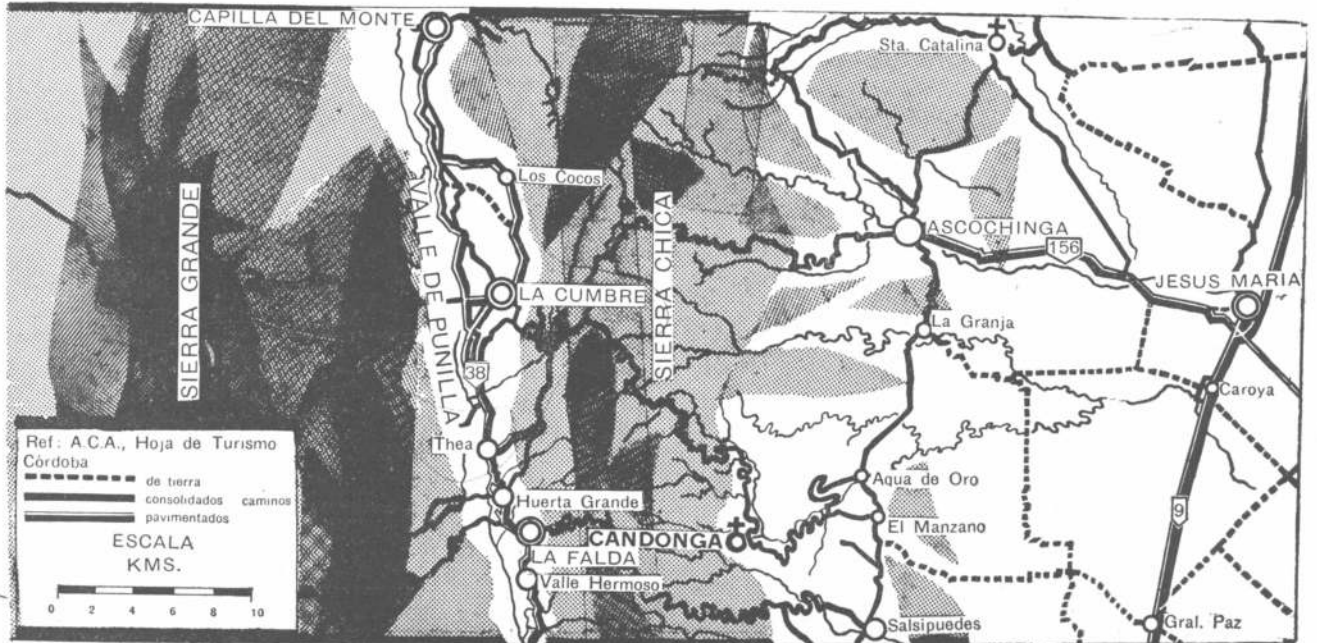 CAPILLA DEL MONTE
Sta. Catalina
Los Cocos
SIERRA GRANDE
VALLE DE PUNILLA
SIERRA CHICA
ASCOCHINGA
156
JESUS MARIA
LA CUMBRE
La Granja
38
Caroya
Thea
Agua de Oro
Huerta Grande
El Manzano
CANDONGA
9
LA FALDA
Valle Hermoso
Salsipuedes
Gral. Paz
Ref: A.C.A., Hoja de Turismo
Córdoba
de tierra
consolidados caminos
pavimentados
ESCALA
KMS.
0 2 4 6 8 10